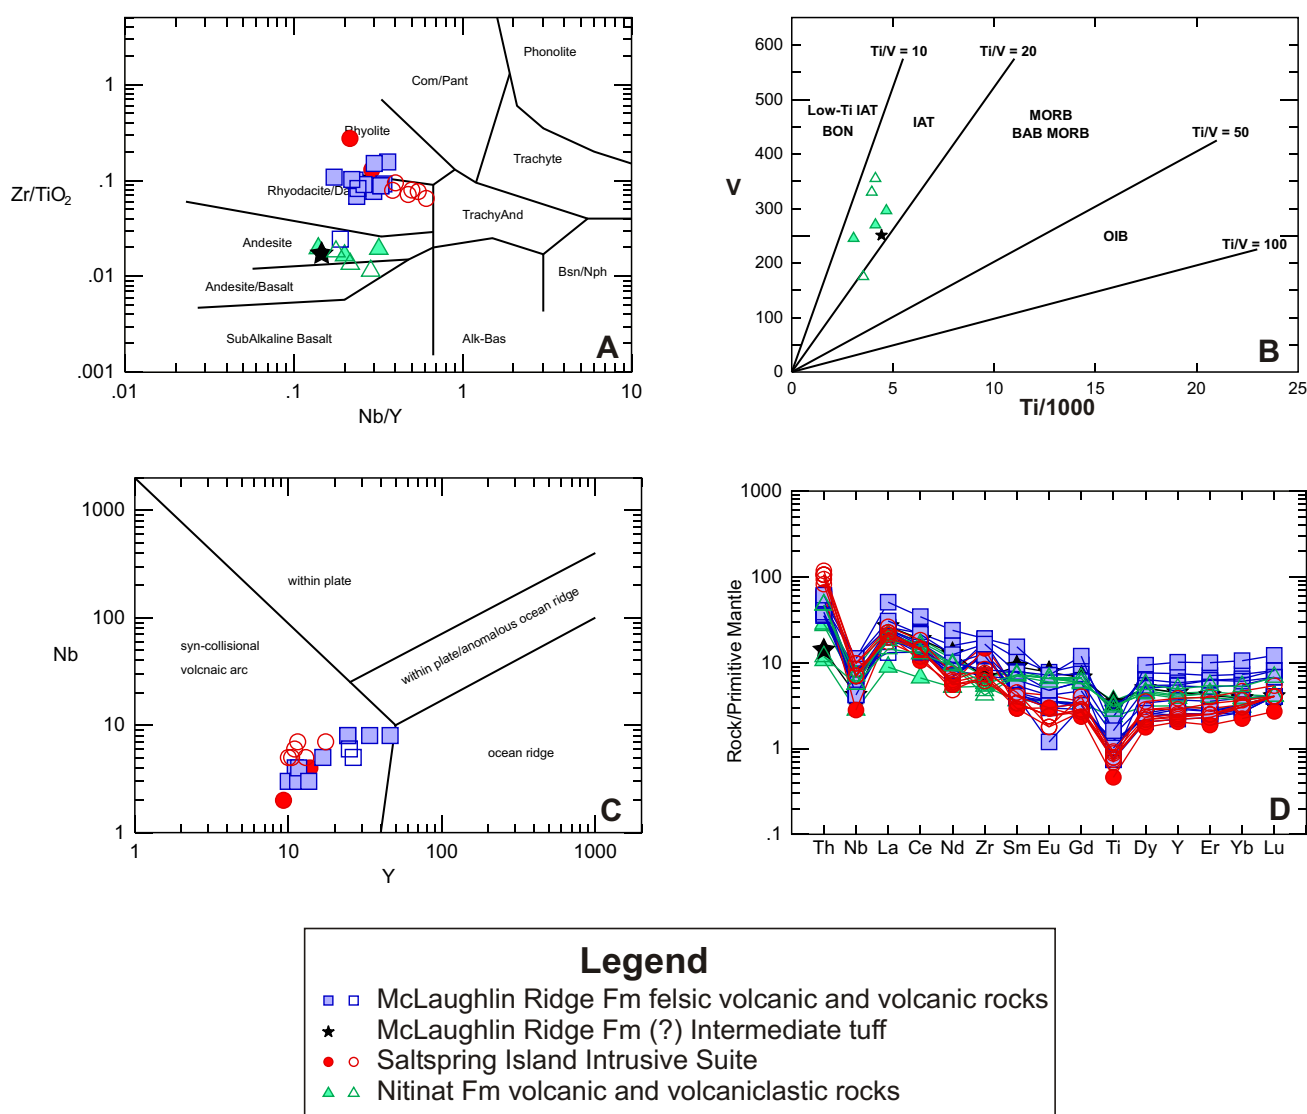 Phonolite
Com/Pant
1
Rhyolite
Trachyte
Zr/TiO2
.1
Rhyodacite/Da
TrachyAnd
Andesite
Bsn/Nph
.01
Andesite/Basalt
SubAlkaline Basalt
Alk-Bas
A
.001
.01
.1
1
10
Nb/Y
600
Ti/V = 10
Ti/V = 20
500
Low-Ti IAT
BON
IAT
MORB
BAB MORB
400
Ti/V = 50
V
300
OIB
Ti/V = 100
200
100
B
0
0
5
10
15
20
25
Ti/1000
1000
within plate
100
within plate/anomalous ocean ridge
syn-collisional
volcnaic arc
Nb
10
ocean ridge
C
1
1
10
100
1000
Y
1000
100
Rock/Primitive Mantle
10
1
D
.1
Th Nb La Ce Nd Zr Sm Eu Gd Ti Dy Y Er Yb Lu
Legend
McLaughlin Ridge Fm felsic volcanic and volcanic rocks
McLaughlin Ridge Fm (?) Intermediate tuff
Saltspring Island Intrusive Suite
Nitinat Fm volcanic and volcaniclastic rocks